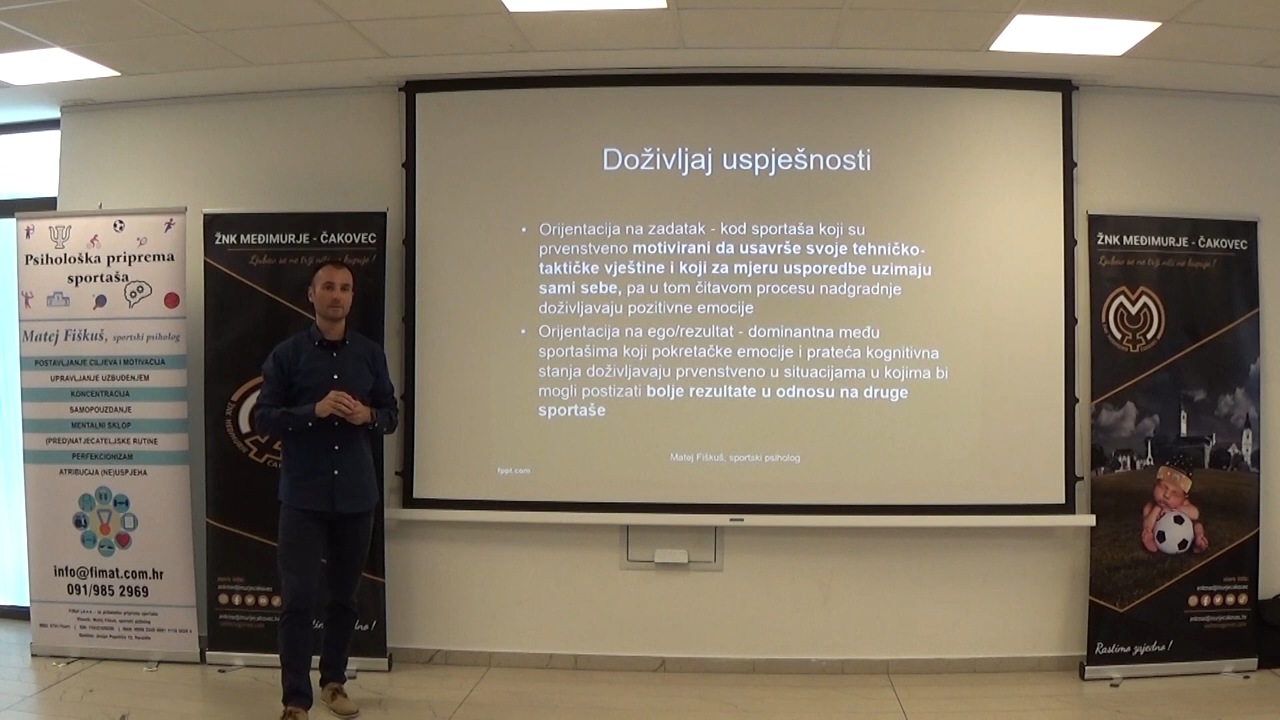 Psihološka priprema
sportaša
Matej Fiškuš, sportski psiholog
POSTAVLJANJE CILJEVA I MOTIVACIJA
UPRAVLJANJE UZBUĐENJEM
KONCENTRACIJA
SAMOPOUZDANJE
MENTALNI SKLOP
(PRED)NATJECATELJSKE RUTINE
PERFEKCIONIZAM
ATRIBUCIJA (NE)USPJEHA
info@fimat.com.hr
091/985 2969
ŽNK MEĐIMURJE - ČAKOVEC
Ljubav se ne trži niti ne kupuje !
Doživljaj uspješnosti
• Orijentacija na zadatak - kod sportaša koji su
prvenstveno motivirani da usavrše svoje tehničko-
taktičke vještine i koji za mjeru usporedbe uzimaju
sami sebe, pa u tom čitavom procesu nadgradnje
doživljavaju pozitivne emocije
• Orijentacija na ego/rezultat - dominantna među
sportašima koji pokretačke emocije i prateća kognitivna
stanja doživljavaju prvenstveno u situacijama u kojima bi
mogli postizati bolje rezultate u odnosu na druge
sportaše
Matej Fiškuš, sportski psiholog
fppt.com
ŽNK MEĐIMURJE - ČAKOVEC
Ljubav se ne trži niti ne kupuje !
Rastimo zajedno !